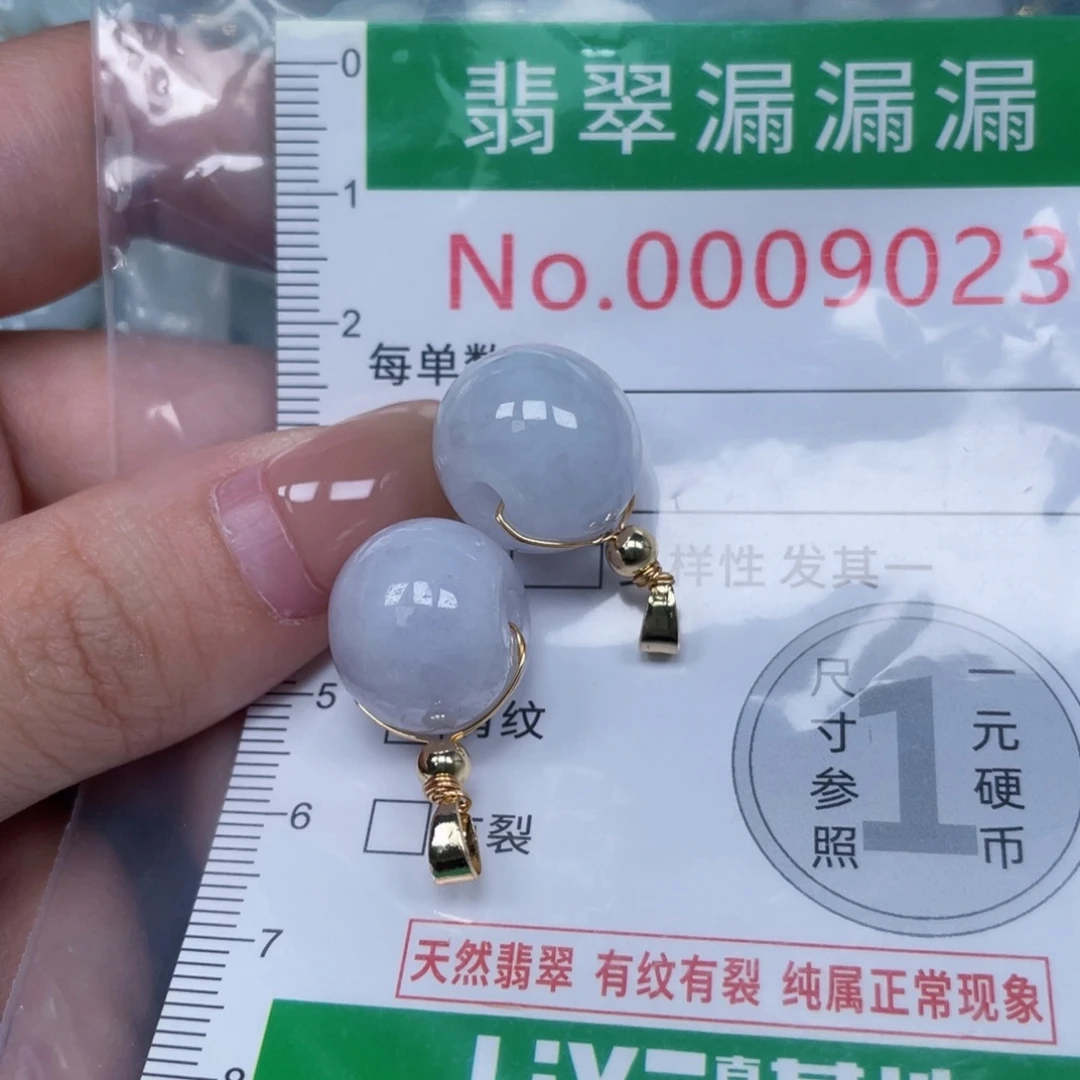 0
翡翠漏漏漏
1
No.0009023
2
每单数
样性 发其一
5
有纹
尺寸参照
1
一元硬币
6
有裂
7
天然翡翠 有纹有裂 纯属正常现象
8